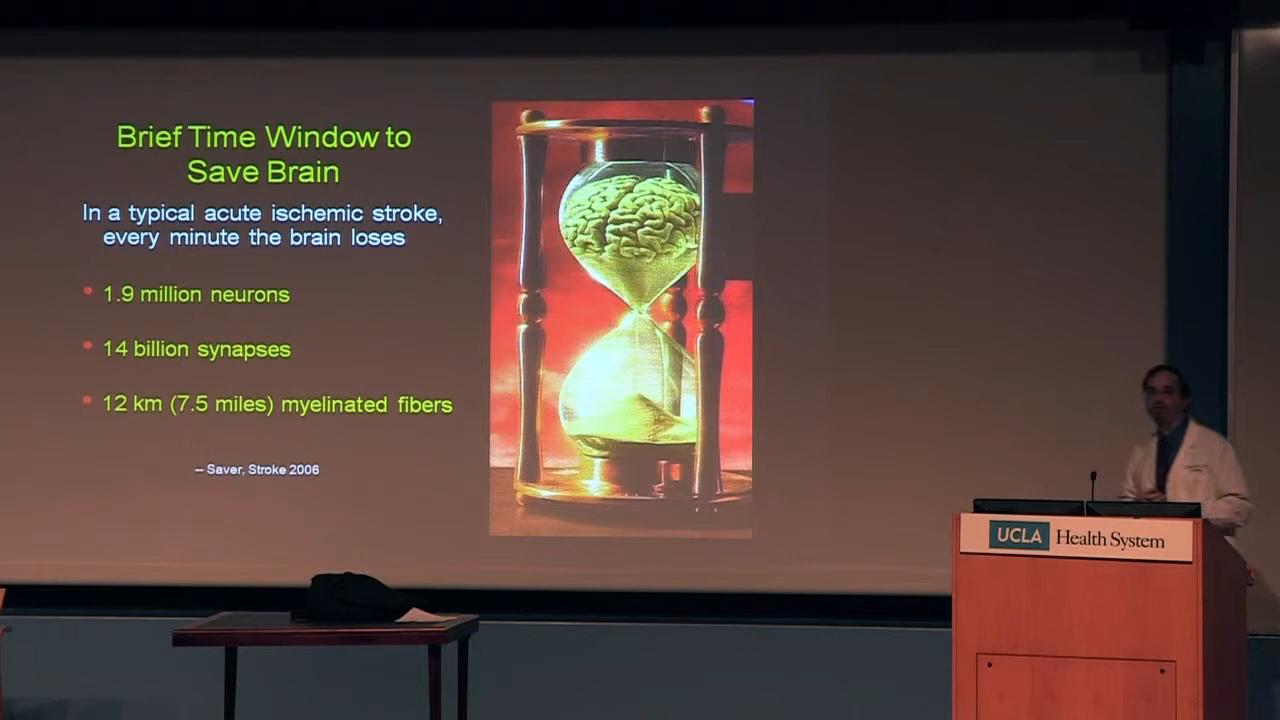 Brief Time Window to
Save Brain
In a typical acute ischemic stroke,
every minute the brain loses
• 1.9 million neurons
• 14 billion synapses
• 12 km (7.5 miles) myelinated fibers
– Saver, Stroke 2006
UCLA Health System